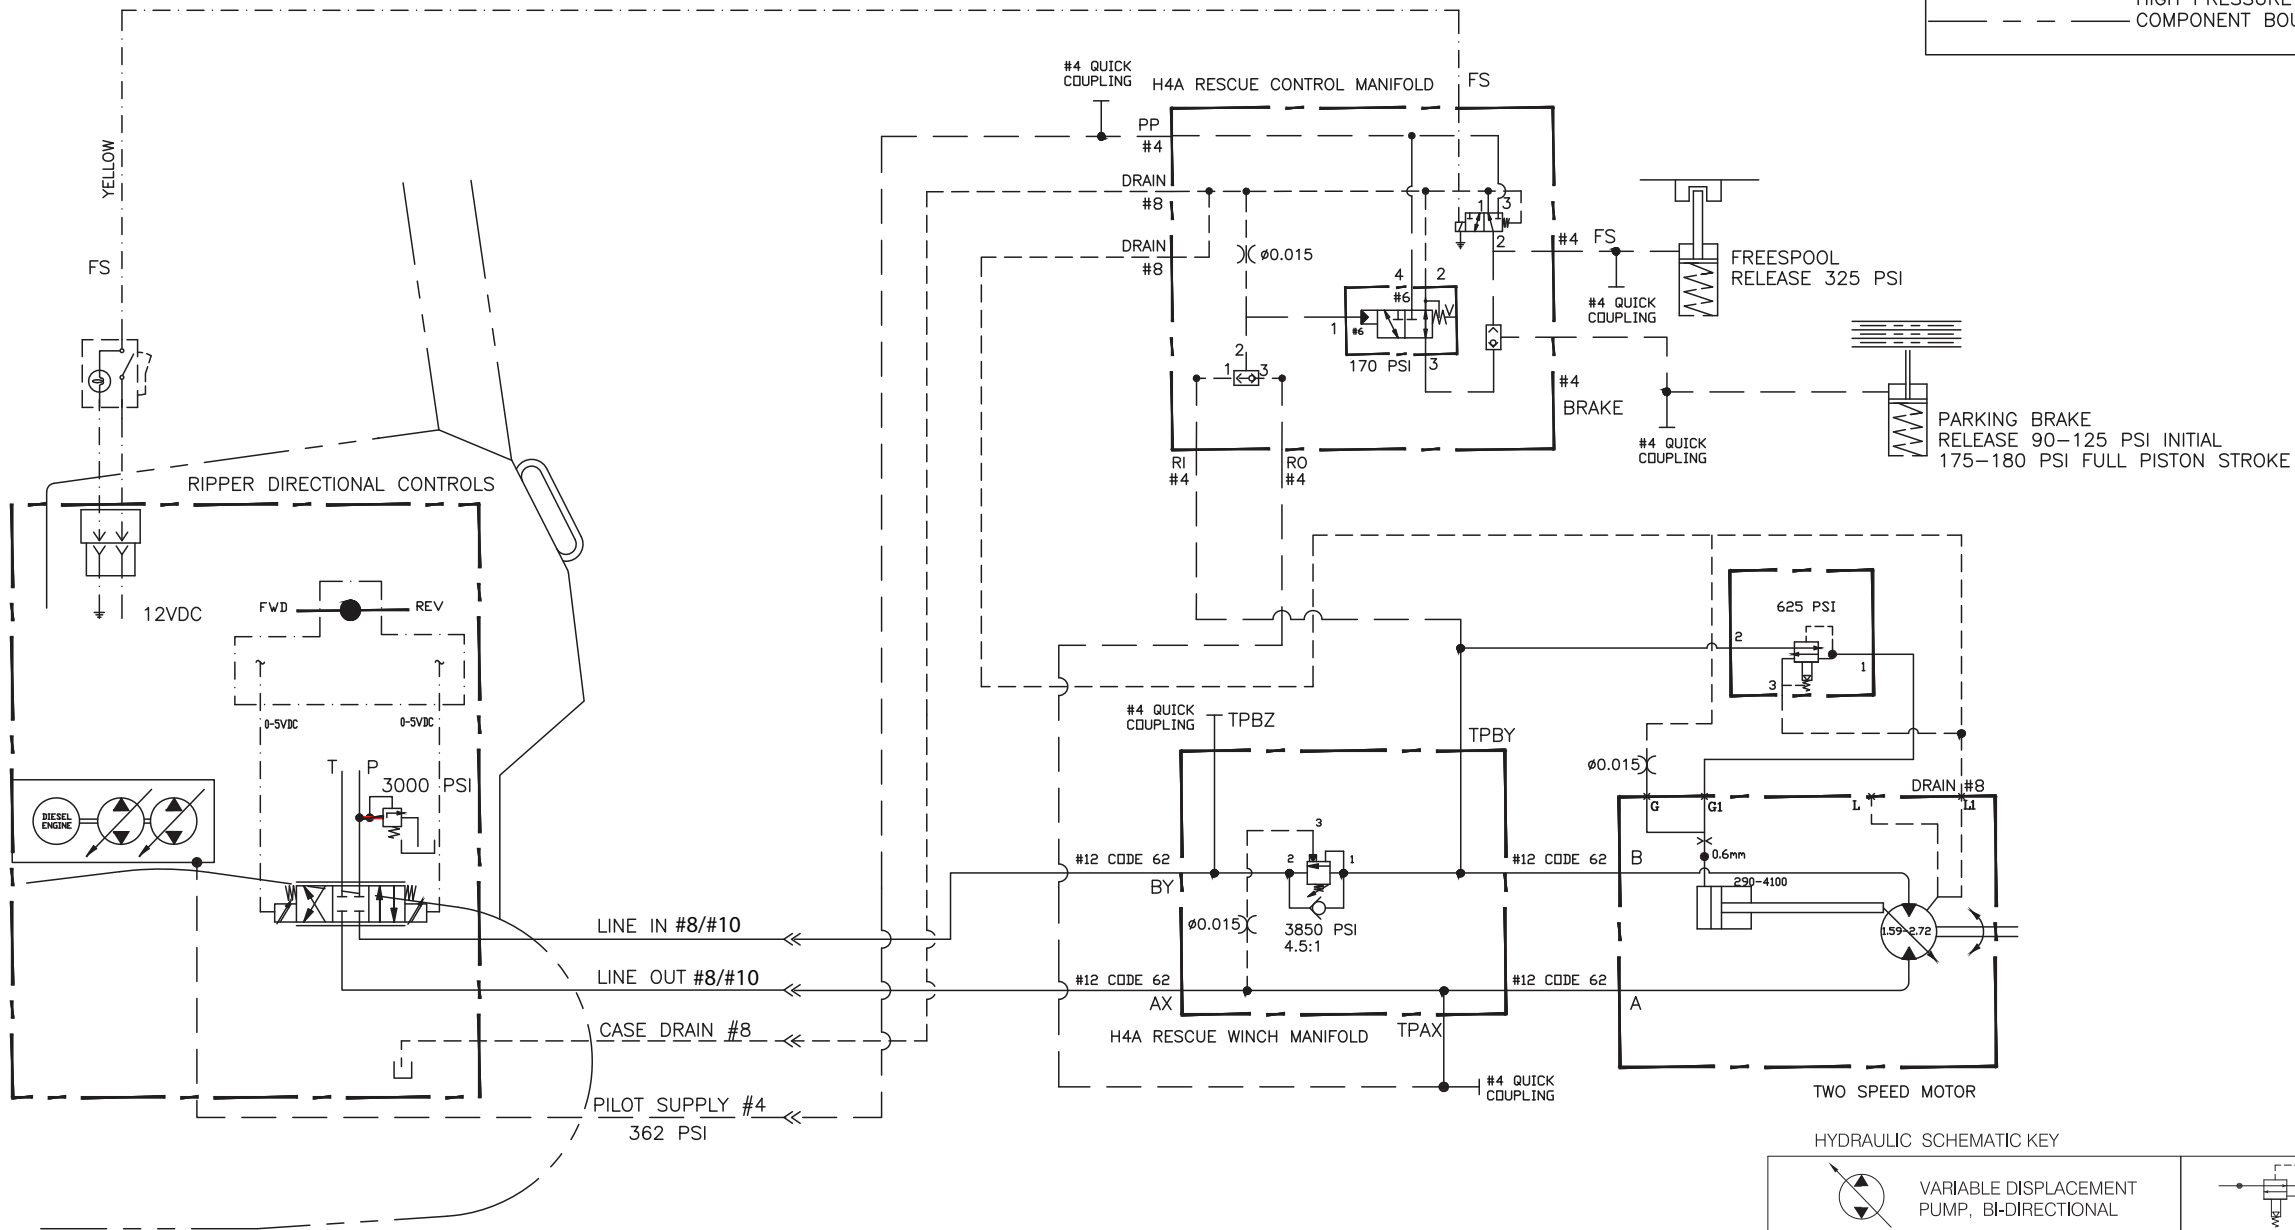 HIGH PRESSURE
COMPONENT BOU
#4 QUICK
COUPLING
H4A RESCUE CONTROL MANIFOLD
FS
PP
#4
DRAIN
#8
DRAIN
#8
YELLOW
FS
ø0.015
1
3
2
#4
FS
#4 QUICK
COUPLING
FREESPOOL
RELEASE 325 PSI
4
2
#6
1
#6
170 PSI
3
2
1
3
#4
BRAKE
#4 QUICK
COUPLING
PARKING BRAKE
RELEASE 90-125 PSI INITIAL
175-180 PSI FULL PISTON STROKE
RI
#4
RO
#4
RIPPER DIRECTIONAL CONTROLS
12VDC
FWD
REV
0-5VDC
0-5VDC
T
P
3000 PSI
DIESEL
ENGINE
LINE IN #8/#10
LINE OUT #8/#10
CASE DRAIN #8
PILOT SUPPLY #4
362 PSI
#4 QUICK
COUPLING
TPBZ
TPBY
625 PSI
2
1
3
ø0.015
DRAIN #8
G
G1
L
L1
#12 CODE 62
BY
3
2
1
#12 CODE 62
B
0.6mm
290-4100
1.59-2.72
ø0.015
3850 PSI
4.5:1
#12 CODE 62
AX
#12 CODE 62
A
H4A RESCUE WINCH MANIFOLD
TPAX
#4 QUICK
COUPLING
TWO SPEED MOTOR
HYDRAULIC SCHEMATIC KEY
VARIABLE DISPLACEMENT
PUMP, BI-DIRECTIONAL